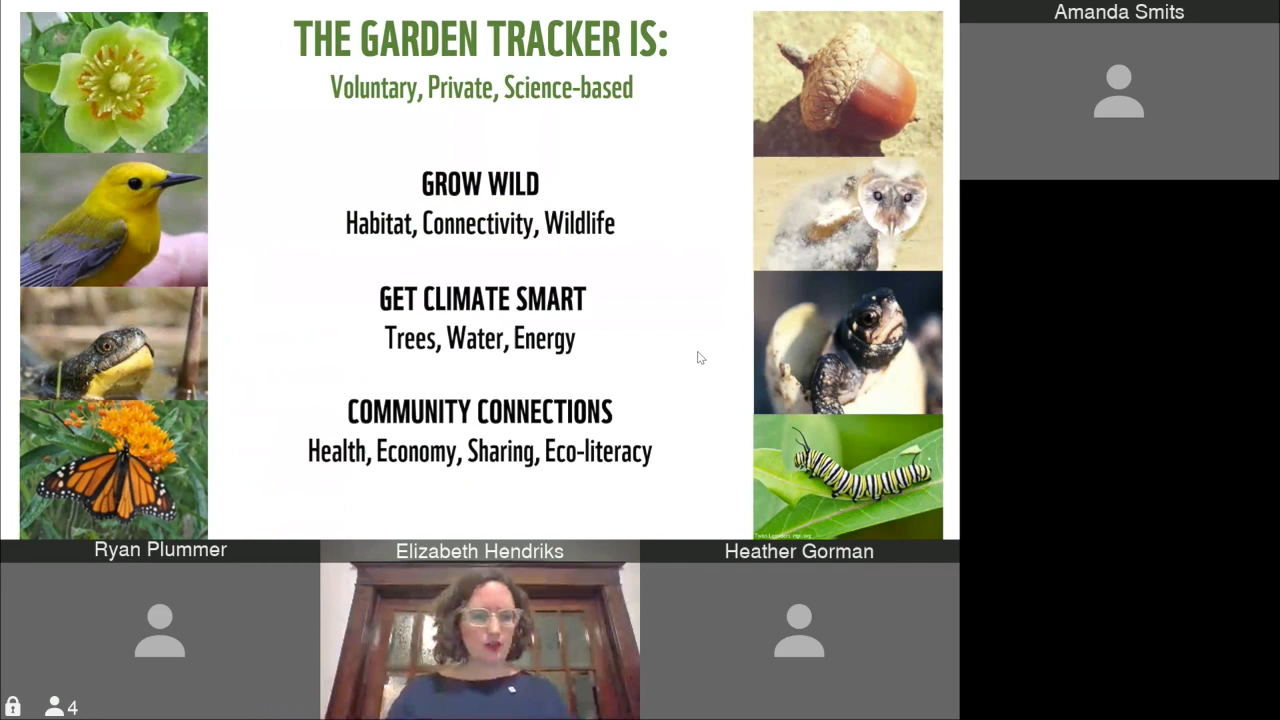 THE GARDEN TRACKER IS:
Voluntary, Private, Science-based
GROW WILD
Habitat, Connectivity, Wildlife
GET CLIMATE SMART
Trees, Water, Energy
COMMUNITY CONNECTIONS
Health, Economy, Sharing, Eco-literacy
Amanda Smits
Ryan Plummer
Elizabeth Hendriks
Heather Gorman
4